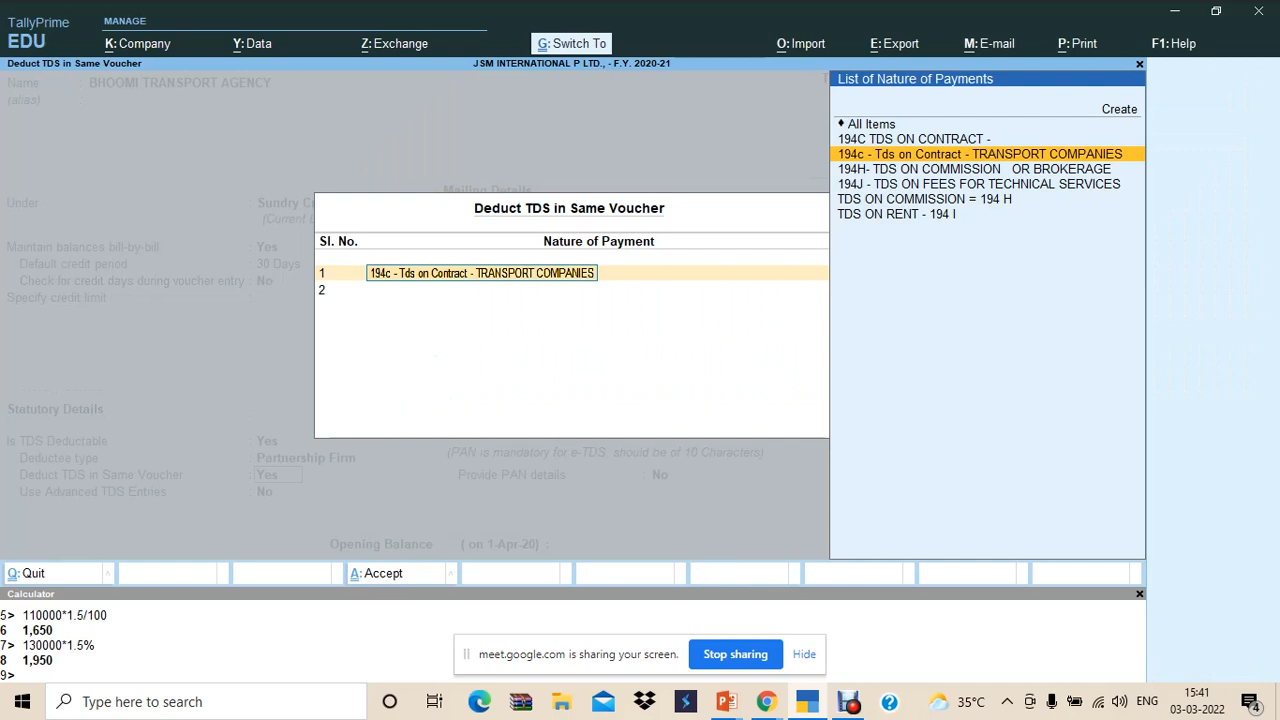 TallyPrime
EDU
MANAGE
K: Company
Y: Data
Z: Exchange
G: Switch To
O: Import
E: Export
M: E-mail
P: Print
F1: Help
Deduct TDS in Same Voucher
JSM INTERNATIONAL P LTD., - F.Y. 2020-21
Name : BHOOMI TRANSPORT AGENCY
(alias) :
Mailing Details
Under : Sundry Cr
(Current L
Maintain balances bill-by-bill : Yes
Default credit period : 30 Days
Check for credit days during voucher entry : No
Specify credit limit :
Statutory Details
Is TDS Deductable : Yes
Deductee type : Partnership Firm
Deduct TDS in Same Voucher : Yes
Use Advanced TDS Entries : No
(PAN is mandatory for e-TDS, should be of 10 Characters)
Provide PAN details : No
Opening Balance ( on 1-Apr-20) :
Deduct TDS in Same Voucher
Sl. No. Nature of Payment
1 194c - Tds on Contract - TRANSPORT COMPANIES
2
List of Nature of Payments
Create
♦ All Items
194C TDS ON CONTRACT -
194c - Tds on Contract - TRANSPORT COMPANIES
194H- TDS ON COMMISSION OR BROKERAGE
194J - TDS ON FEES FOR TECHNICAL SERVICES
TDS ON COMMISSION = 194 H
TDS ON RENT - 194 I
Q: Quit
A: Accept
Calculator
5> 110000*1.5/100
6 1,650
7> 130000*1.5%
8 1,950
9>
meet.google.com is sharing your screen.
Stop sharing
Hide
Type here to search
35°C
ENG
15:41
03-03-2022
4